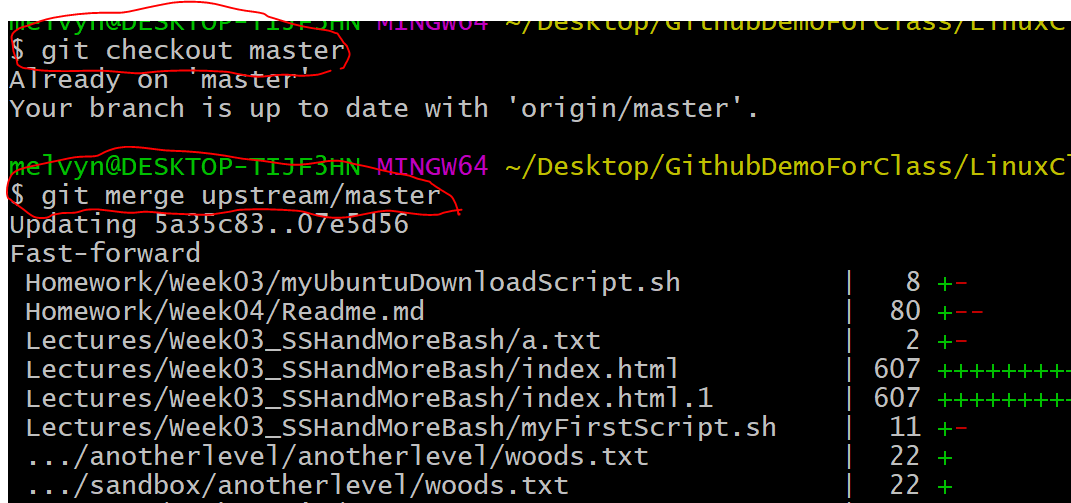 melvyn@DESKTOP-TIJF3HN MINGW64 ~/Desktop/GithubDemoForClass/LinuxCl
$ git checkout master
Already on 'master'
Your branch is up to date with 'origin/master'.
melvyn@DESKTOP-TIJF3HN MINGW64 ~/Desktop/GithubDemoForClass/LinuxCl
$ git merge upstream/master
Updating 5a35c83..07e5d56
Fast-forward
Homework/Week03/myUbuntuDownloadScript.sh | 8 +-
Homework/Week04/Readme.md | 80 +--
Lectures/Week03_SSHandMoreBash/a.txt | 2 +-
Lectures/Week03_SSHandMoreBash/index.html | 607 +++++++++
Lectures/Week03_SSHandMoreBash/index.html.1 | 607 +++++++++
Lectures/Week03_SSHandMoreBash/myFirstScript.sh | 11 +-
.../anotherlevel/anotherlevel/woods.txt | 22 +
.../sandbox/anotherlevel/woods.txt | 22 +